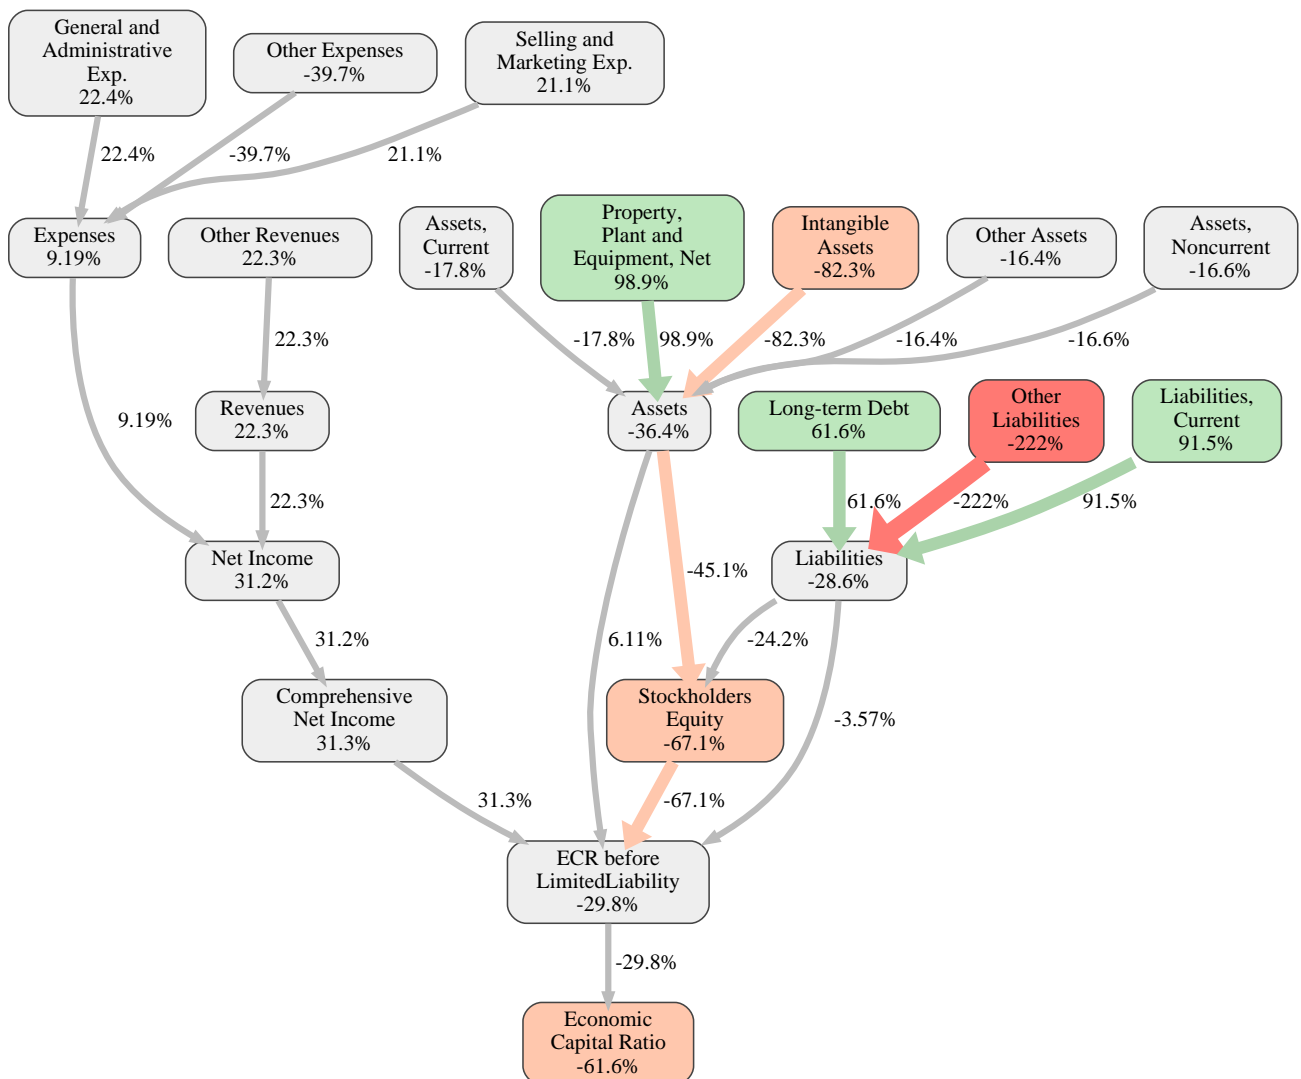 General and
Administrative
Exp.
22.4%
Other Expenses
-39.7%
Selling and
Marketing Exp.
21.1%
22.4%
-39.7%
21.1%
Expenses
9.19%
Other Revenues
22.3%
Assets,
Current
-17.8%
Property,
Plant and
Equipment, Net
98.9%
Intangible
Assets
-82.3%
Other Assets
-16.4%
Assets,
Noncurrent
-16.6%
22.3%
-17.8%
98.9%
-82.3%
-16.4%
-16.6%
9.19%
Revenues
22.3%
Assets
-36.4%
Long-term Debt
61.6%
Other
Liabilities
-222%
Liabilities,
Current
91.5%
22.3%
61.6%
-222%
91.5%
Net Income
31.2%
-45.1%
Liabilities
-28.6%
31.2%
6.11%
-24.2%
Comprehensive
Net Income
31.3%
Stockholders
Equity
-67.1%
-3.57%
31.3%
-67.1%
ECR before
LimitedLiability
-29.8%
-29.8%
Economic
Capital Ratio
-61.6%